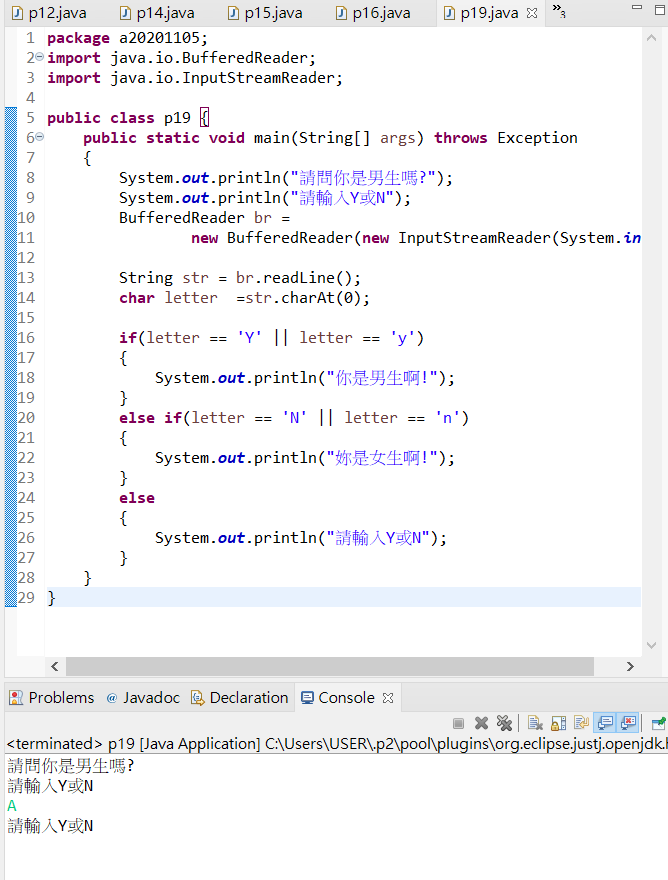 p12.java p14.java p15.java p16.java p19.java »3
1 package a20201105;
2 import java.io.BufferedReader;
3 import java.io.InputStreamReader;
4
5 public class p19 {
6 public static void main(String[] args) throws Exception
7 {
8 System.out.println("請問你是男生嗎?");
9 System.out.println("請輸入Y或N");
10 BufferedReader br =
11 new BufferedReader(new InputStreamReader(System.in
12
13 String str = br.readLine();
14 char letter  =str.charAt(0);
15
16 if(letter == 'Y' || letter == 'y')
17 {
18 System.out.println("你是男生啊!");
19 }
20 else if(letter == 'N' || letter == 'n')
21 {
22 System.out.println("妳是女生啊!");
23 }
24 else
25 {
26 System.out.println("請輸入Y或N");
27 }
28 }
29 }
Problems @ Javadoc Declaration Console
<terminated> p19 [Java Application] C:\Users\USER\.p2\pool\plugins\org.eclipse.justj.openjdk.h
請問你是男生嗎?
請輸入Y或N
A
請輸入Y或N